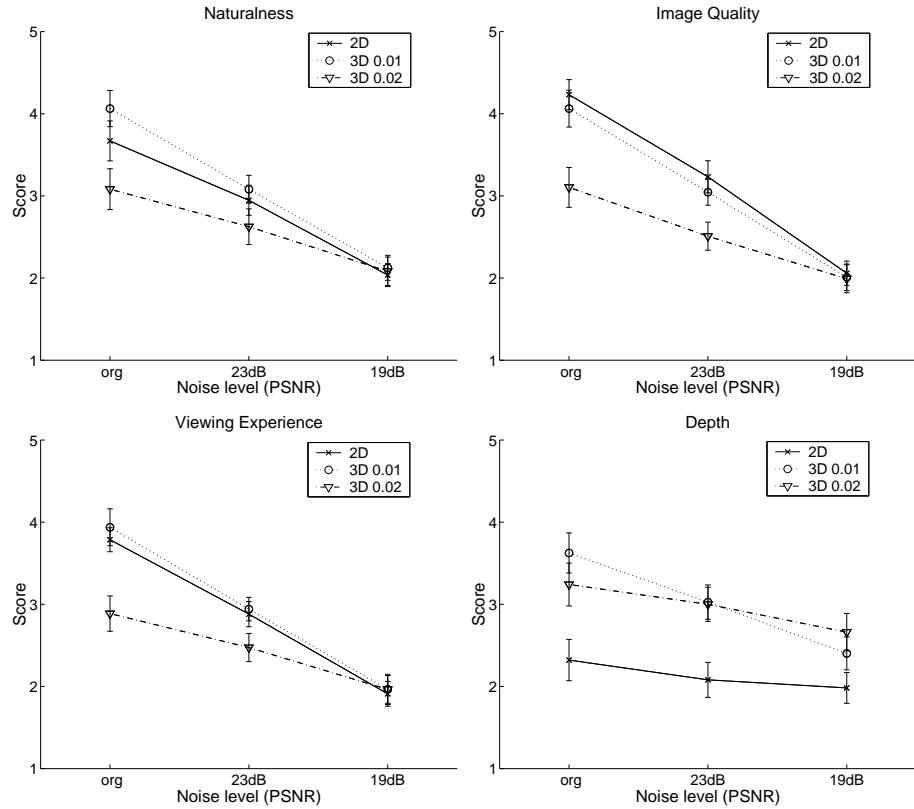 Naturalness
5
4
3
2
1
Score
2D
3D 0.01
3D 0.02
org
23dB
19dB
Noise level (PSNR)
Image Quality
5
4
3
2
1
Score
2D
3D 0.01
3D 0.02
org
23dB
19dB
Noise level (PSNR)
Viewing Experience
5
4
3
2
1
Score
2D
3D 0.01
3D 0.02
org
23dB
19dB
Noise level (PSNR)
Depth
5
4
3
2
1
Score
2D
3D 0.01
3D 0.02
org
23dB
19dB
Noise level (PSNR)